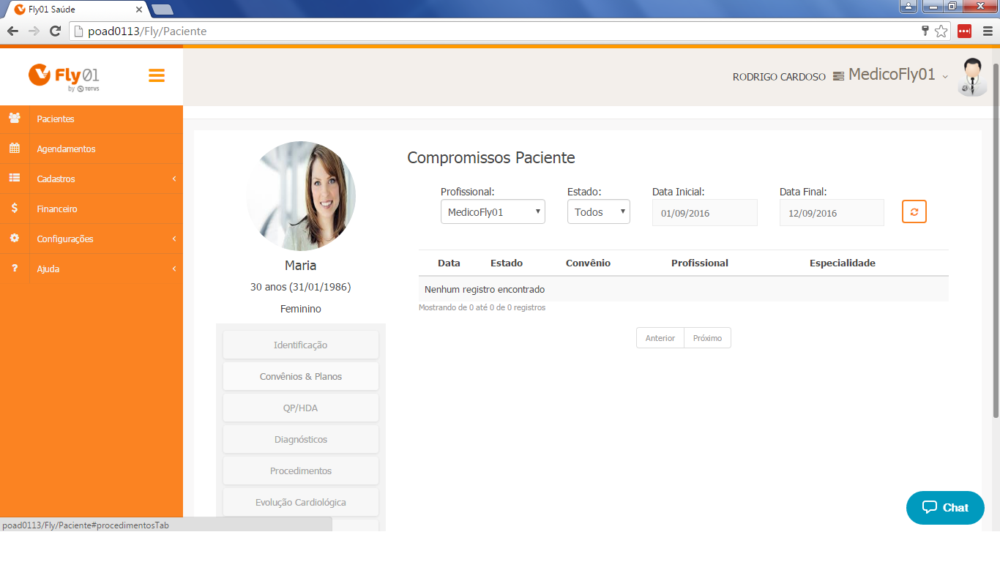 Fly01 Saúde
poad0113/Fly/Paciente
Fly01
by TOTVS
RODRIGO CARDOSO MedicoFly01
Pacientes
Agendamentos
Cadastros
Financeiro
Configurações
Ajuda
Maria
30 anos (31/01/1986)
Feminino
Identificação
Convênios & Planos
QP/HDA
Diagnósticos
Procedimentos
Evolução Cardiológica
Compromissos Paciente
Profissional: Estado: Data Inicial: Data Final:
MedicoFly01 Todos 01/09/2016 12/09/2016
Data Estado Convênio Profissional Especialidade
Nenhum registro encontrado
Mostrando de 0 até 0 de 0 registros
Anterior Próximo
Chat
poad0113/Fly/Paciente#procedimentosTab